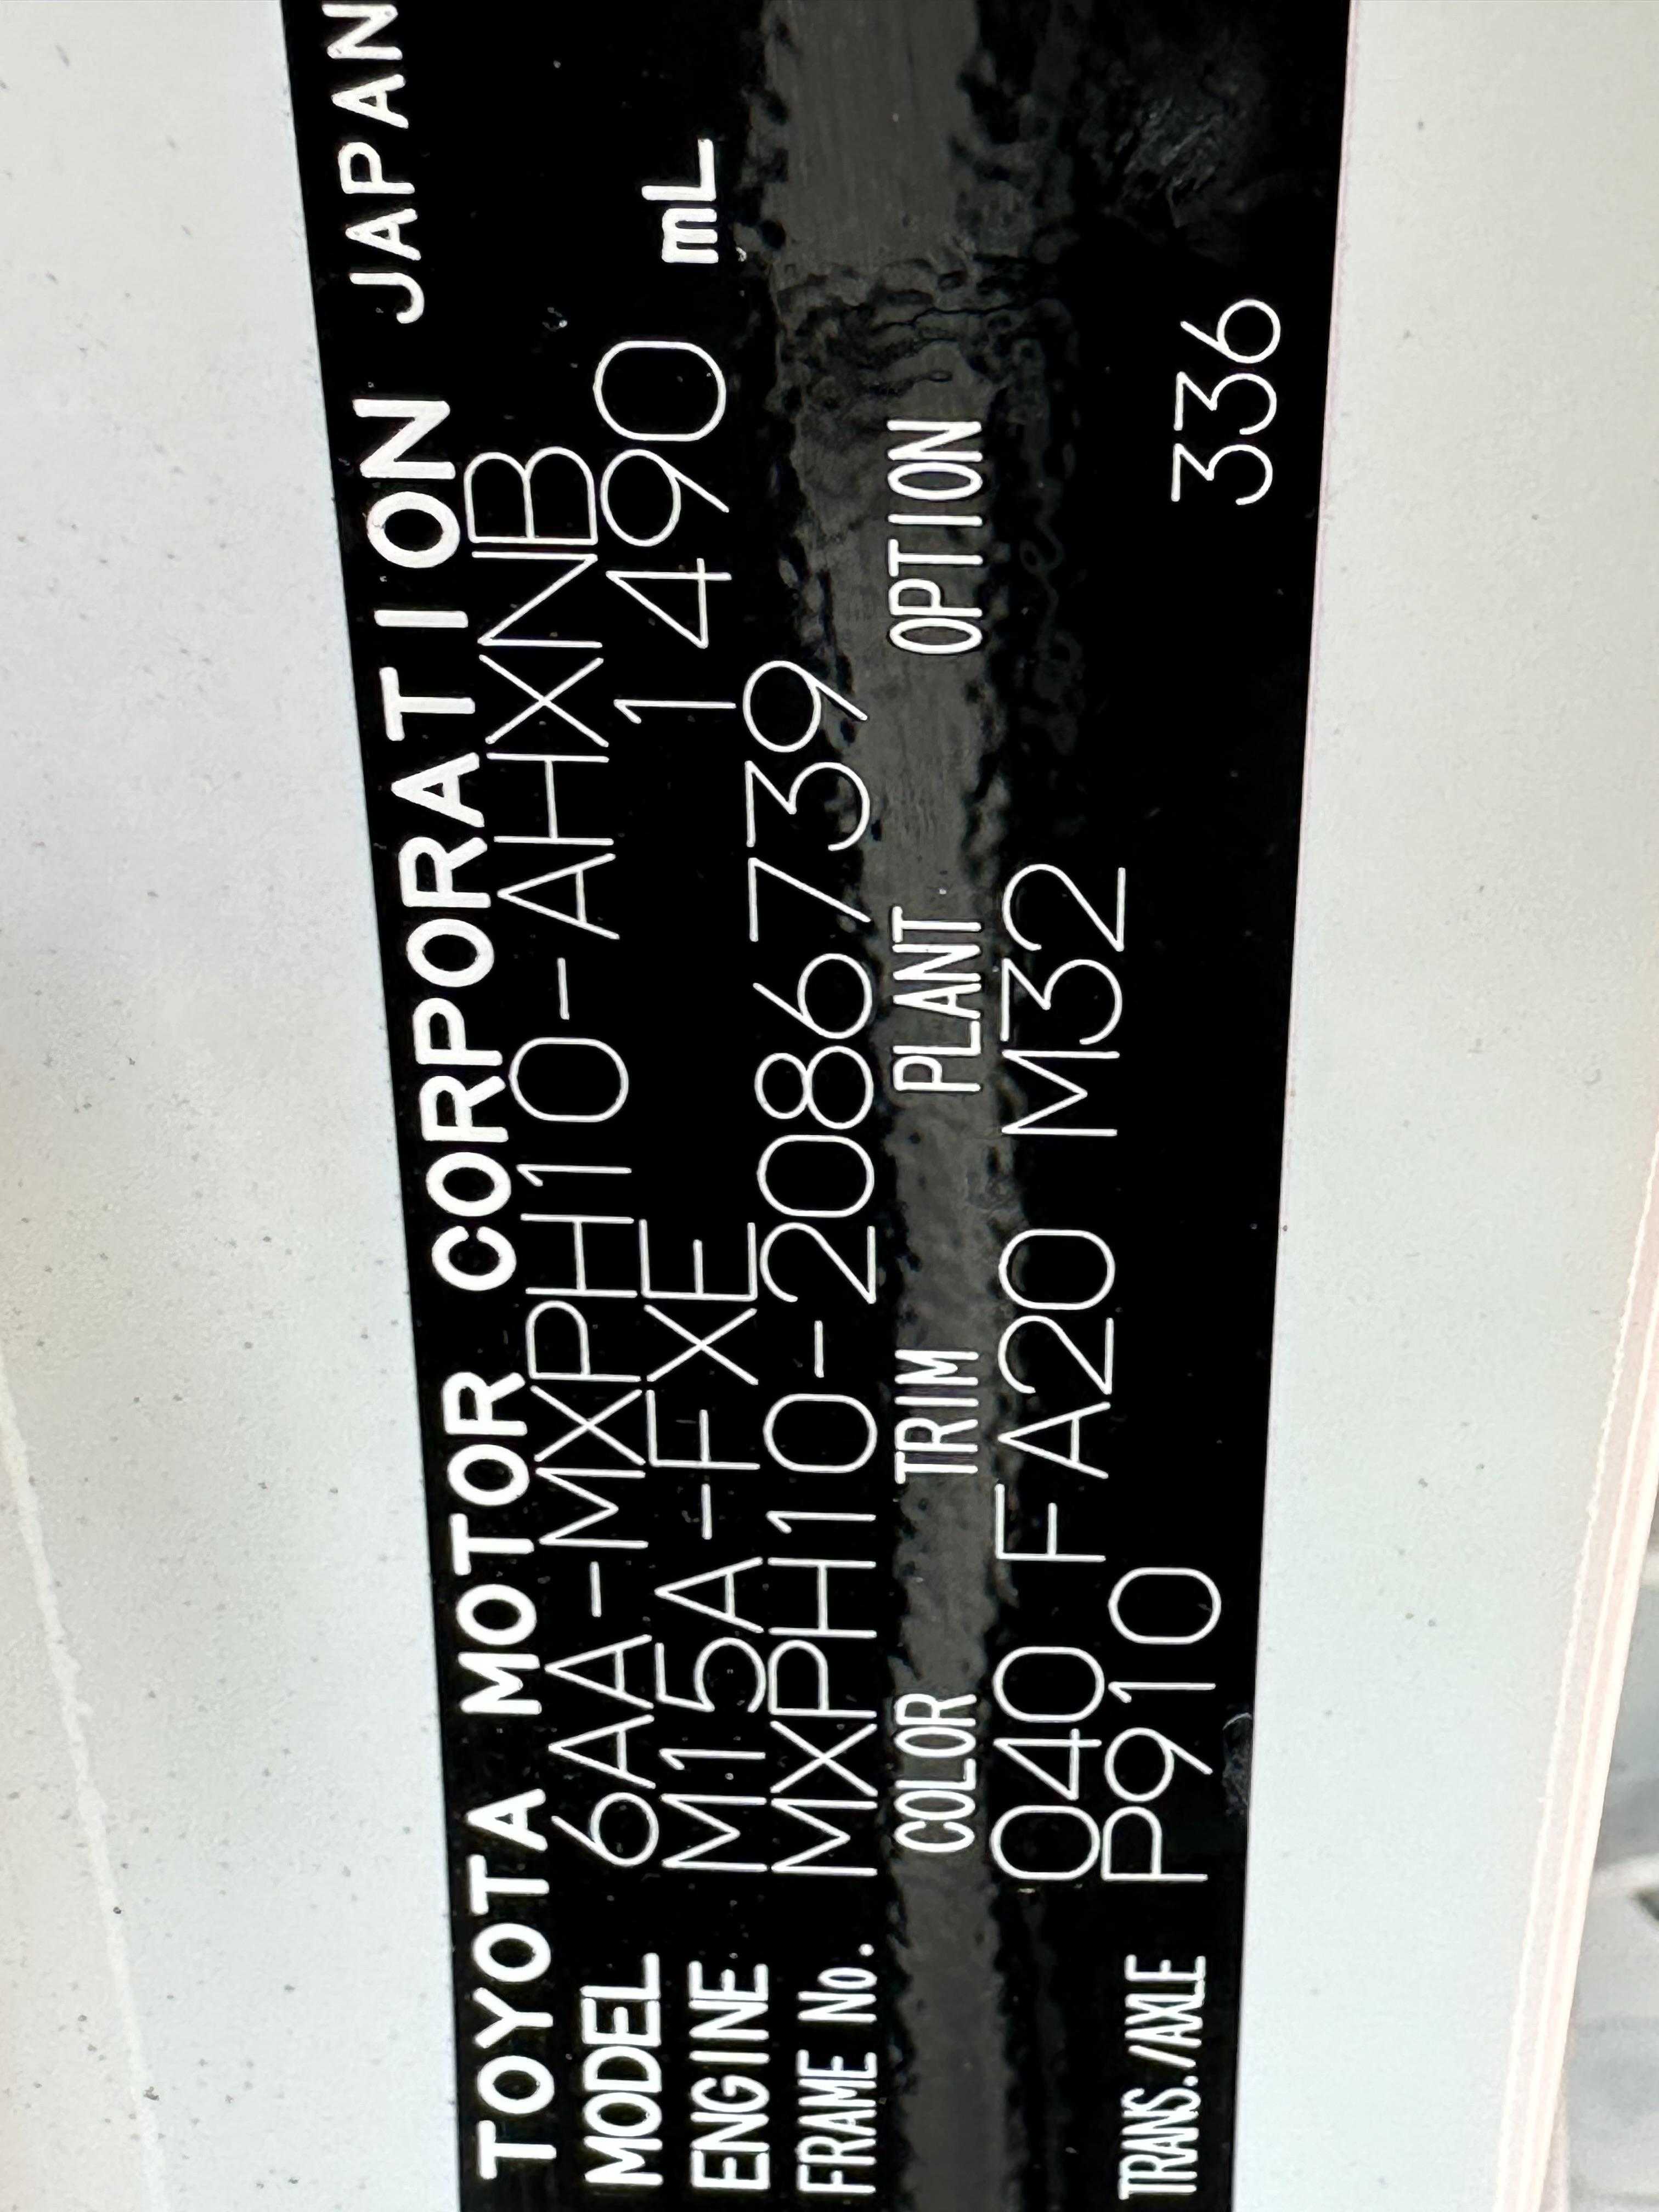 TOYOTA MOTOR CORPORATION JAPAN
MODEL 6AA-MXPH10-AHXNB
ENGINE M15A-FXE 1490 mL
FRAME No. MXPH10-2086739
COLOR TRIM PLANT OPTION
040 FA20 M32
TRANS./AXLE P910 336